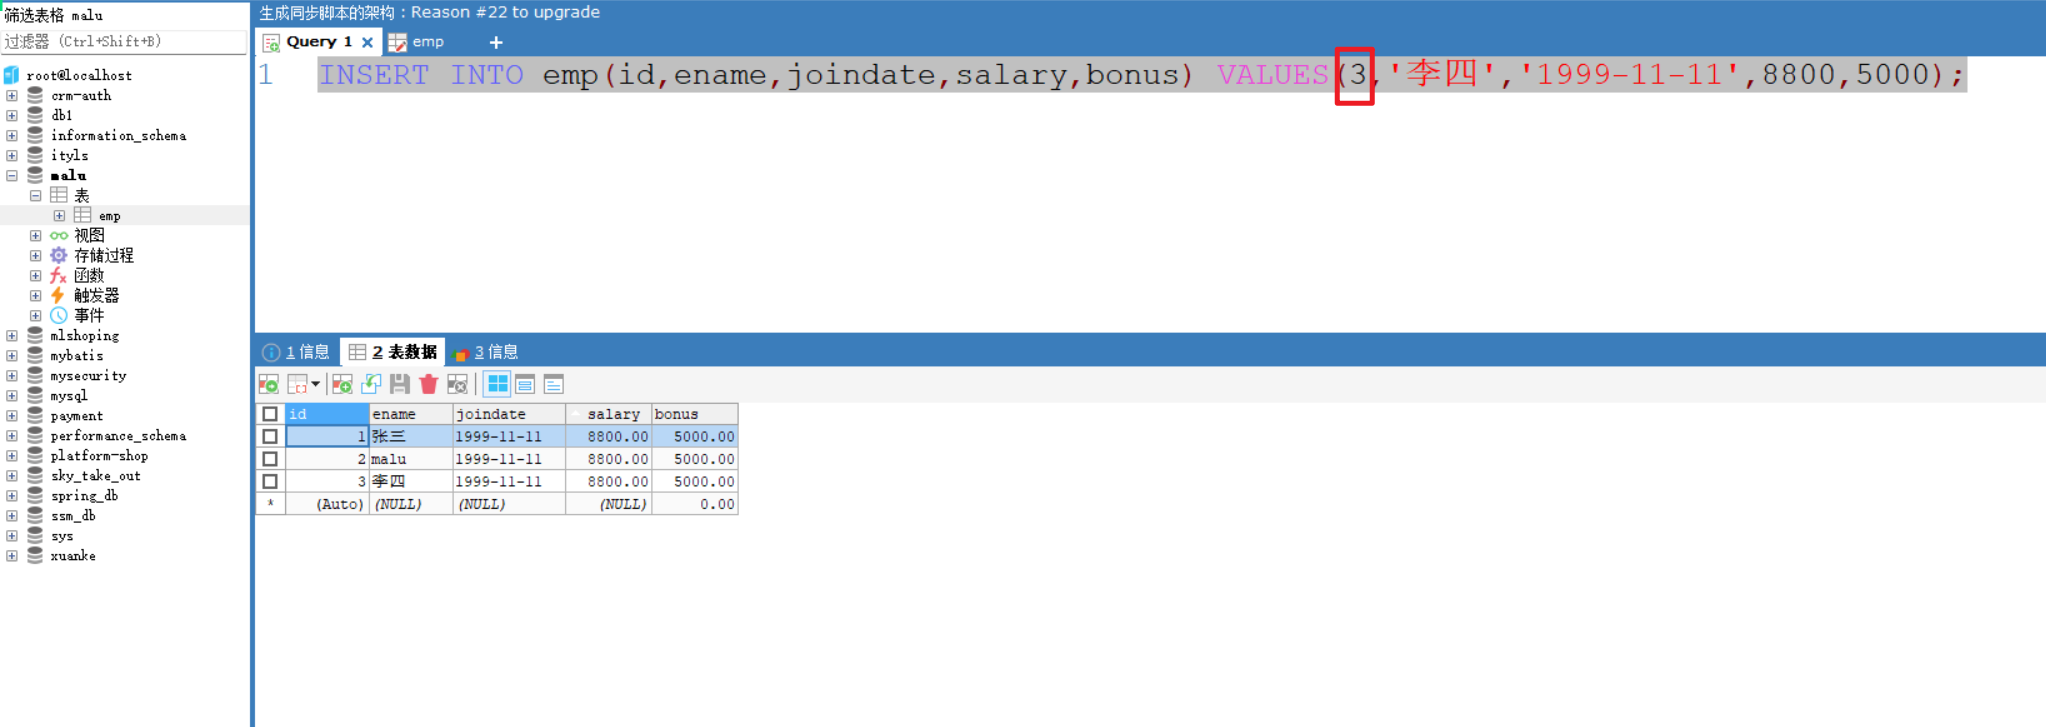 筛选表格 malu
过滤器 (Ctrl+Shift+B)
root@localhost
crm-auth
db1
information_schema
ityls
malu
表
emp
视图
存储过程
函数
触发器
事件
mlshoping
mybatis
mysecurity
mysql
payment
performance_schema
platform-shop
sky_take_out
spring_db
ssm_db
sys
xuanke
生成同步脚本的架构 : Reason #22 to upgrade
Query 1 × emp +
1 INSERT INTO emp(id,ename,joindate,salary,bonus) VALUES(3,'李四','1999-11-11',8800,5000);
1 信息 2 表数据 3 信息
id ename joindate salary bonus
1 张三 1999-11-11 8800.00 5000.00
2 malu 1999-11-11 8800.00 5000.00
3 李四 1999-11-11 8800.00 5000.00
* (Auto) (NULL) (NULL) (NULL) 0.00